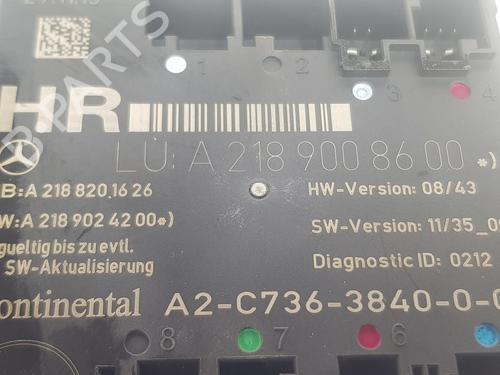 1 2 3 4
HR
LU: A 218 900 86 00 *)
B: A 218 820 16 26
HW-Version: 08/43
W: A 218 902 42 00 *)
SW-Version: 11/35_0
gueltig bis zu evtl.
SW-Aktualisierung
Diagnostic ID: 0212
ontinental A2-C736-3840-0-0
8 7 6
B-PARTS